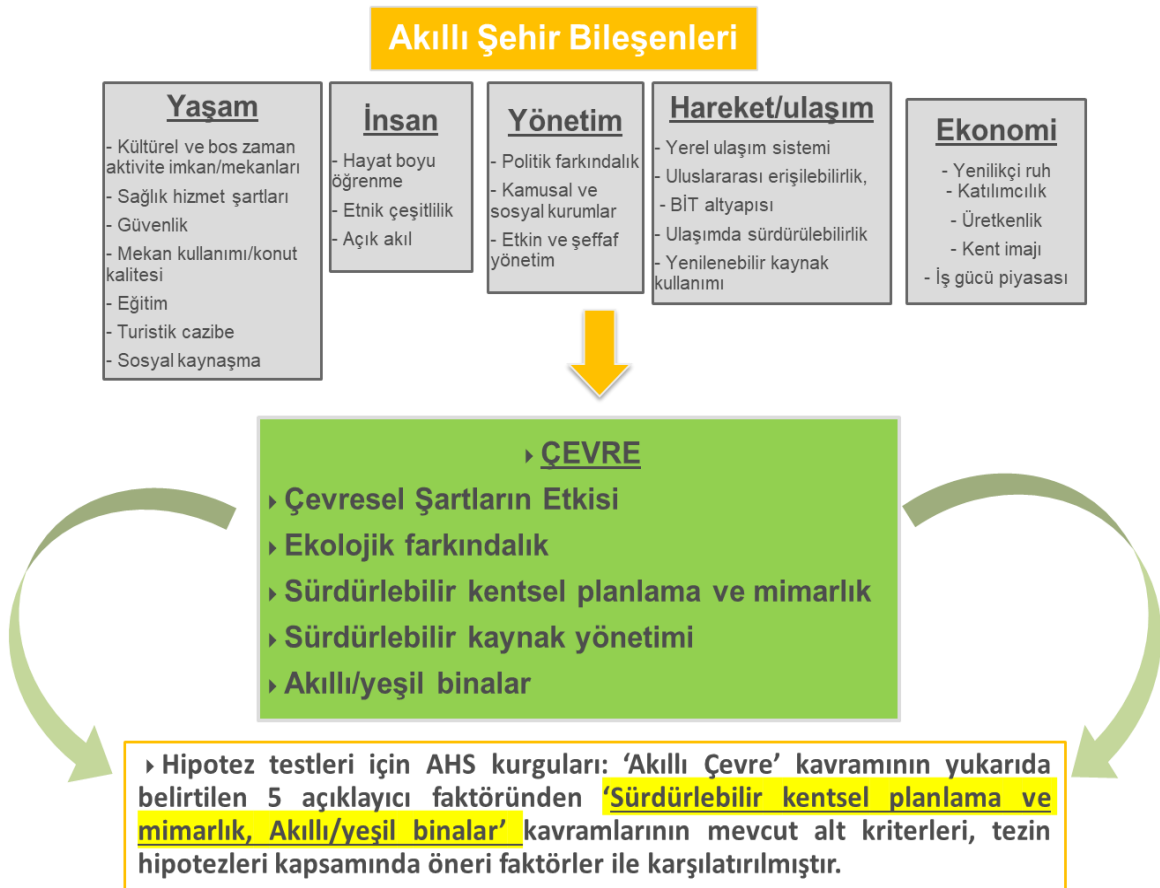 Akıllı Şehir Bileşenleri
Yaşam
- Kültürel ve bos zaman
aktivite imkan/mekanları
- Sağlık hizmet şartları
- Güvenlik
- Mekan kullanımı/konut
kalitesi
- Eğitim
- Turistik cazibe
- Sosyal kaynaşma
İnsan
- Hayat boyu
öğrenme
- Etnik çeşitlilik
- Açık akıl
Yönetim
- Politik farkındalık
- Kamusal ve
sosyal kurumlar
- Etkin ve şeffaf
yönetim
Hareket/ulaşım
- Yerel ulaşım sistemi
- Uluslararası erişilebilirlik,
- BİT altyapısı
- Ulaşımda sürdürülebilirlik
- Yenilenebilir kaynak
kullanımı
Ekonomi
- Yenilikçi ruh
- Katılımcılık
- Üretkenlik
- Kent imajı
- İş gücü piyasası
ÇEVRE
Çevresel Şartların Etkisi
Ekolojik farkındalık
Sürdürlebilir kentsel planlama ve mimarlık
Sürdürlebilir kaynak yönetimi
Akıllı/yeşil binalar
Hipotez testleri için AHS kurguları: ‘Akıllı Çevre’ kavramının yukarıda
belirtilen 5 açıklayıcı faktöründen ‘Sürdürlebilir kentsel planlama ve
mimarlık, Akıllı/yeşil binalar’ kavramlarının mevcut alt kriterleri, tezin
hipotezleri kapsamında öneri faktörler ile karşılatırılmıştır.